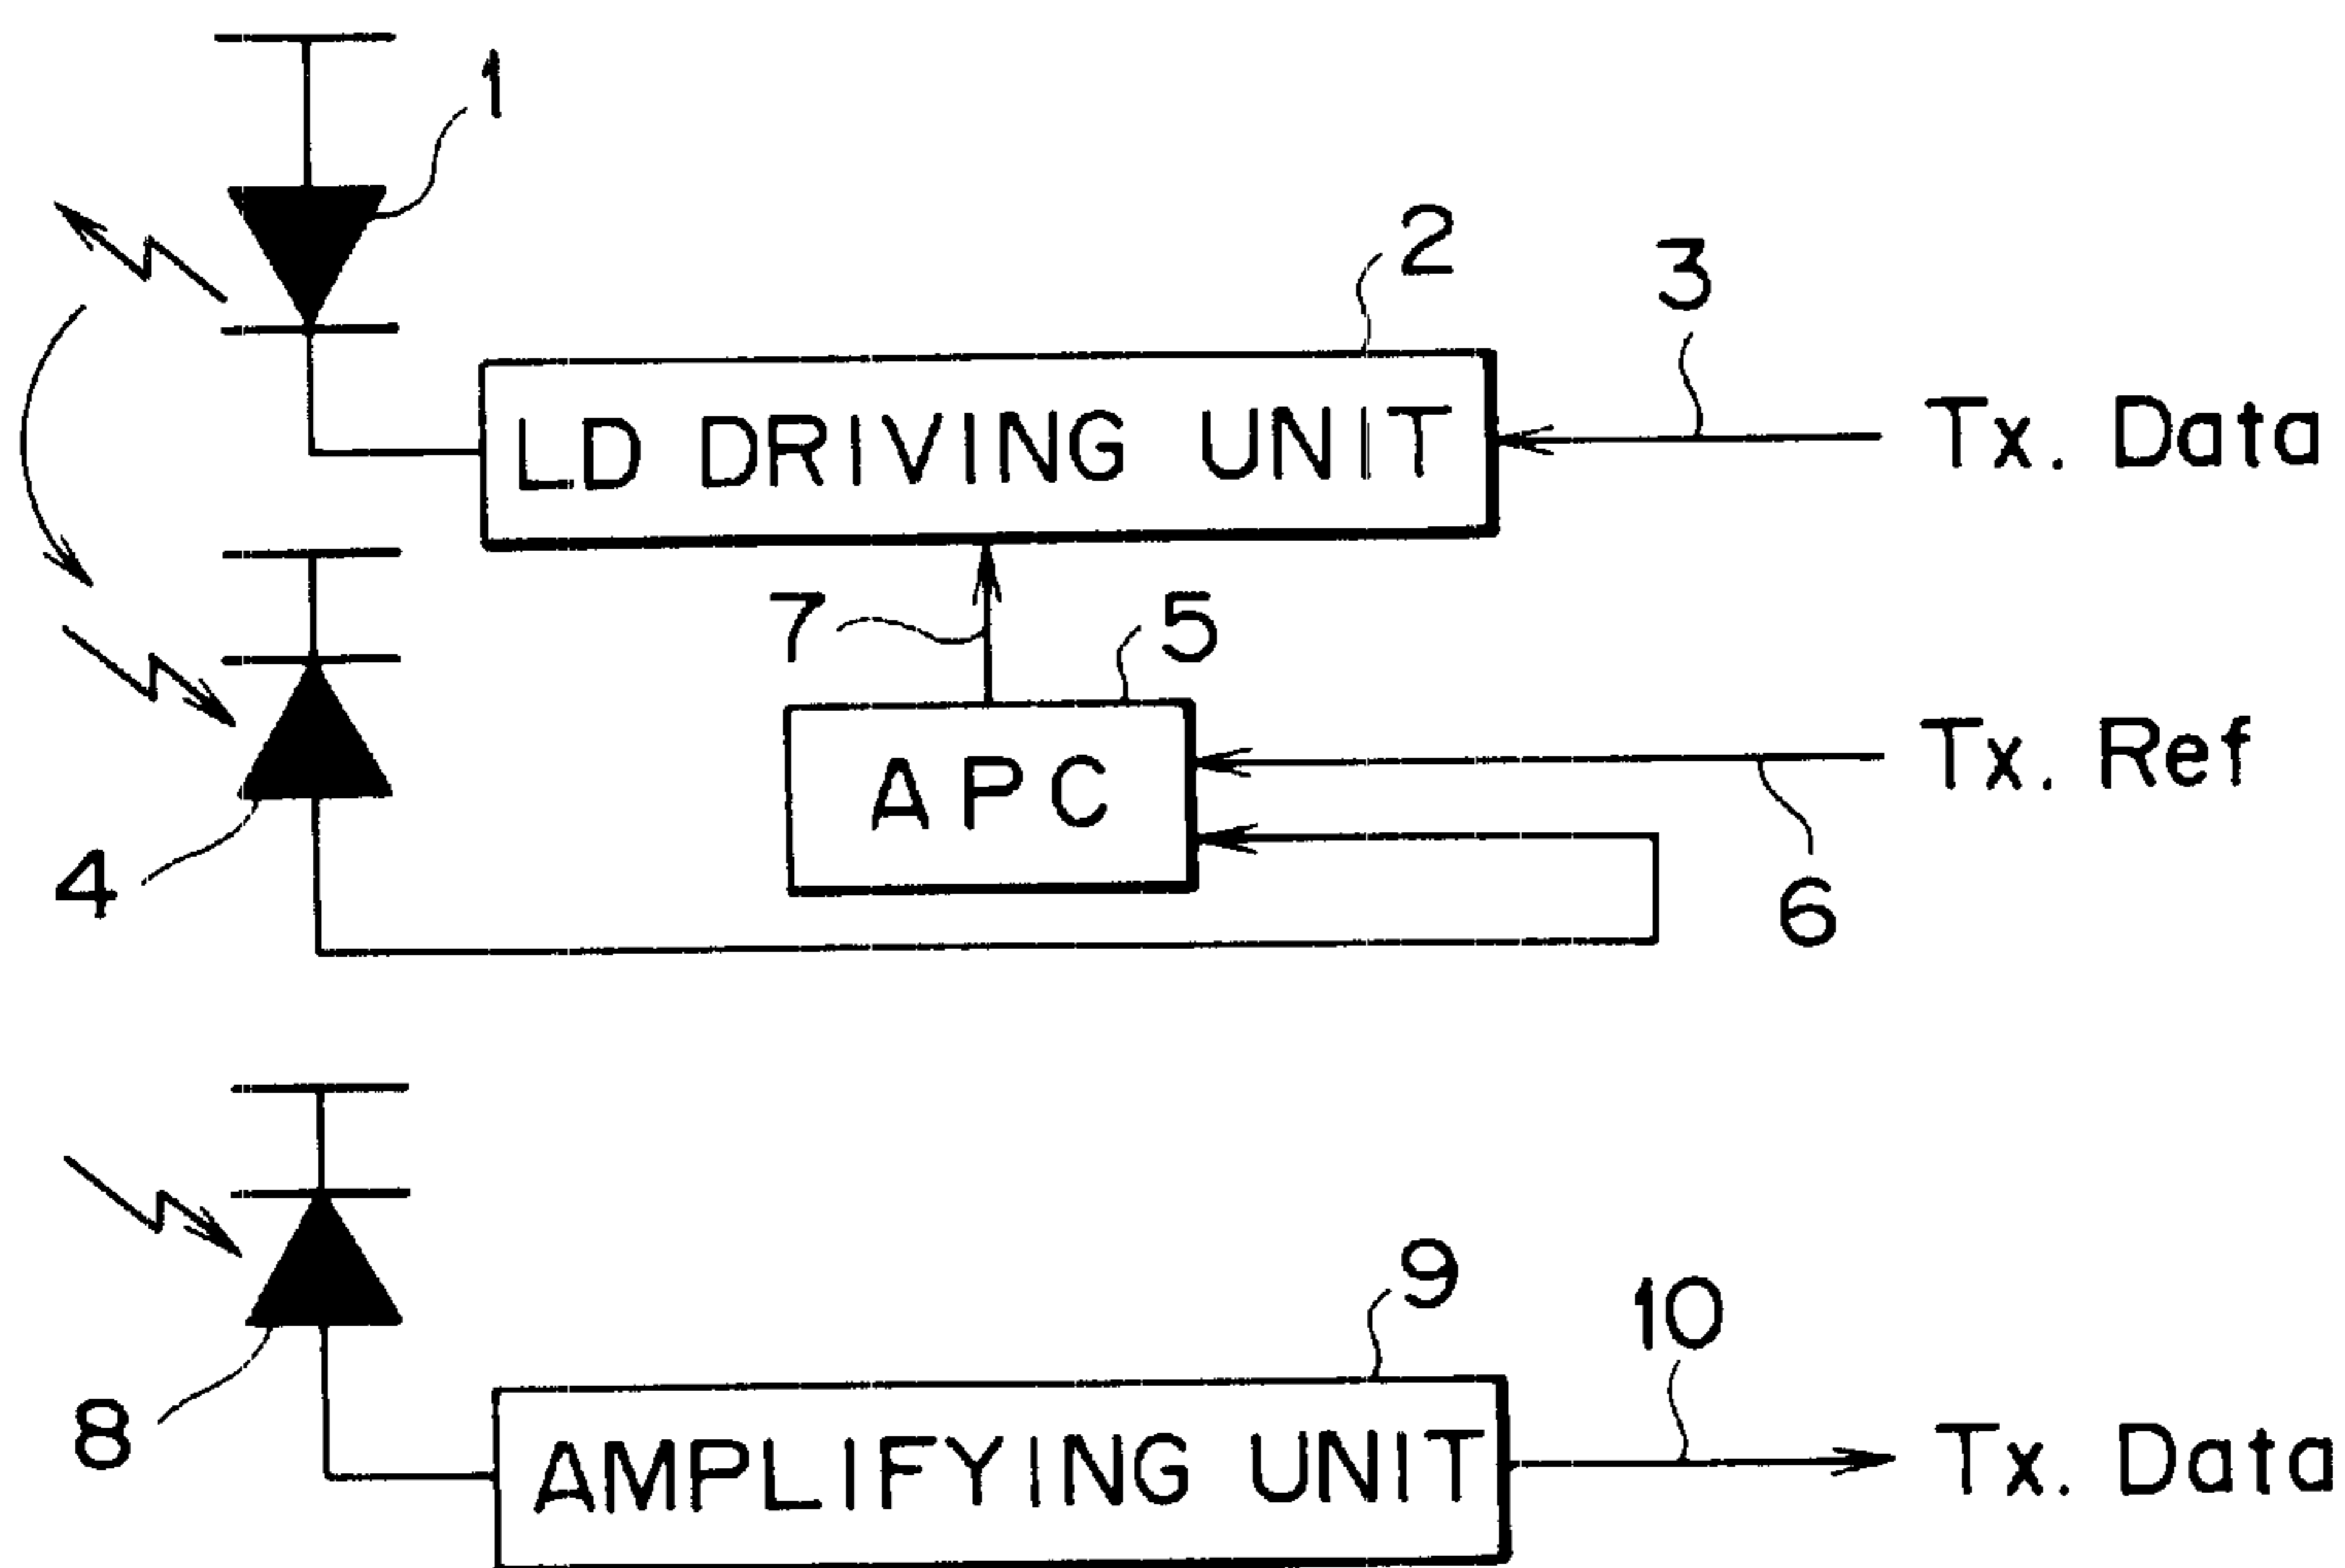 1
2
3
LD DRIVING UNIT
Tx. Data
7
5
APC
Tx. Ref
4
6
9
10
8
AMPLIFYING UNIT
Tx. Data